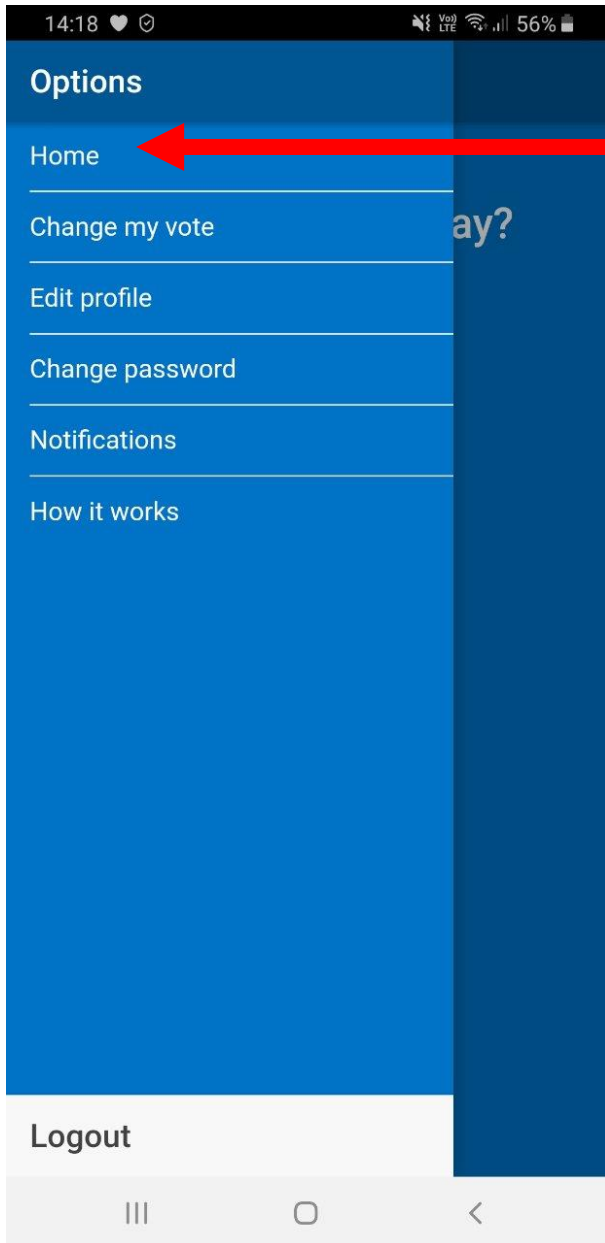 14:18 56%
Options
Home
ay?
Change my vote
Edit profile
Change password
Notifications
How it works
Logout